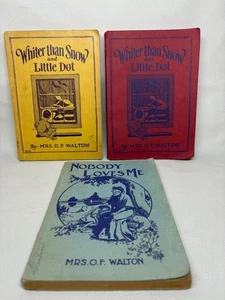 Whiter than Snow
and
Little Dot
By-MRS. O.F. WALTON
Whiter than Snow
and
Little Dot
By-MRS. O.F. WALTON
NOBODY
LOVES ME
MRS. O.F. WALTON